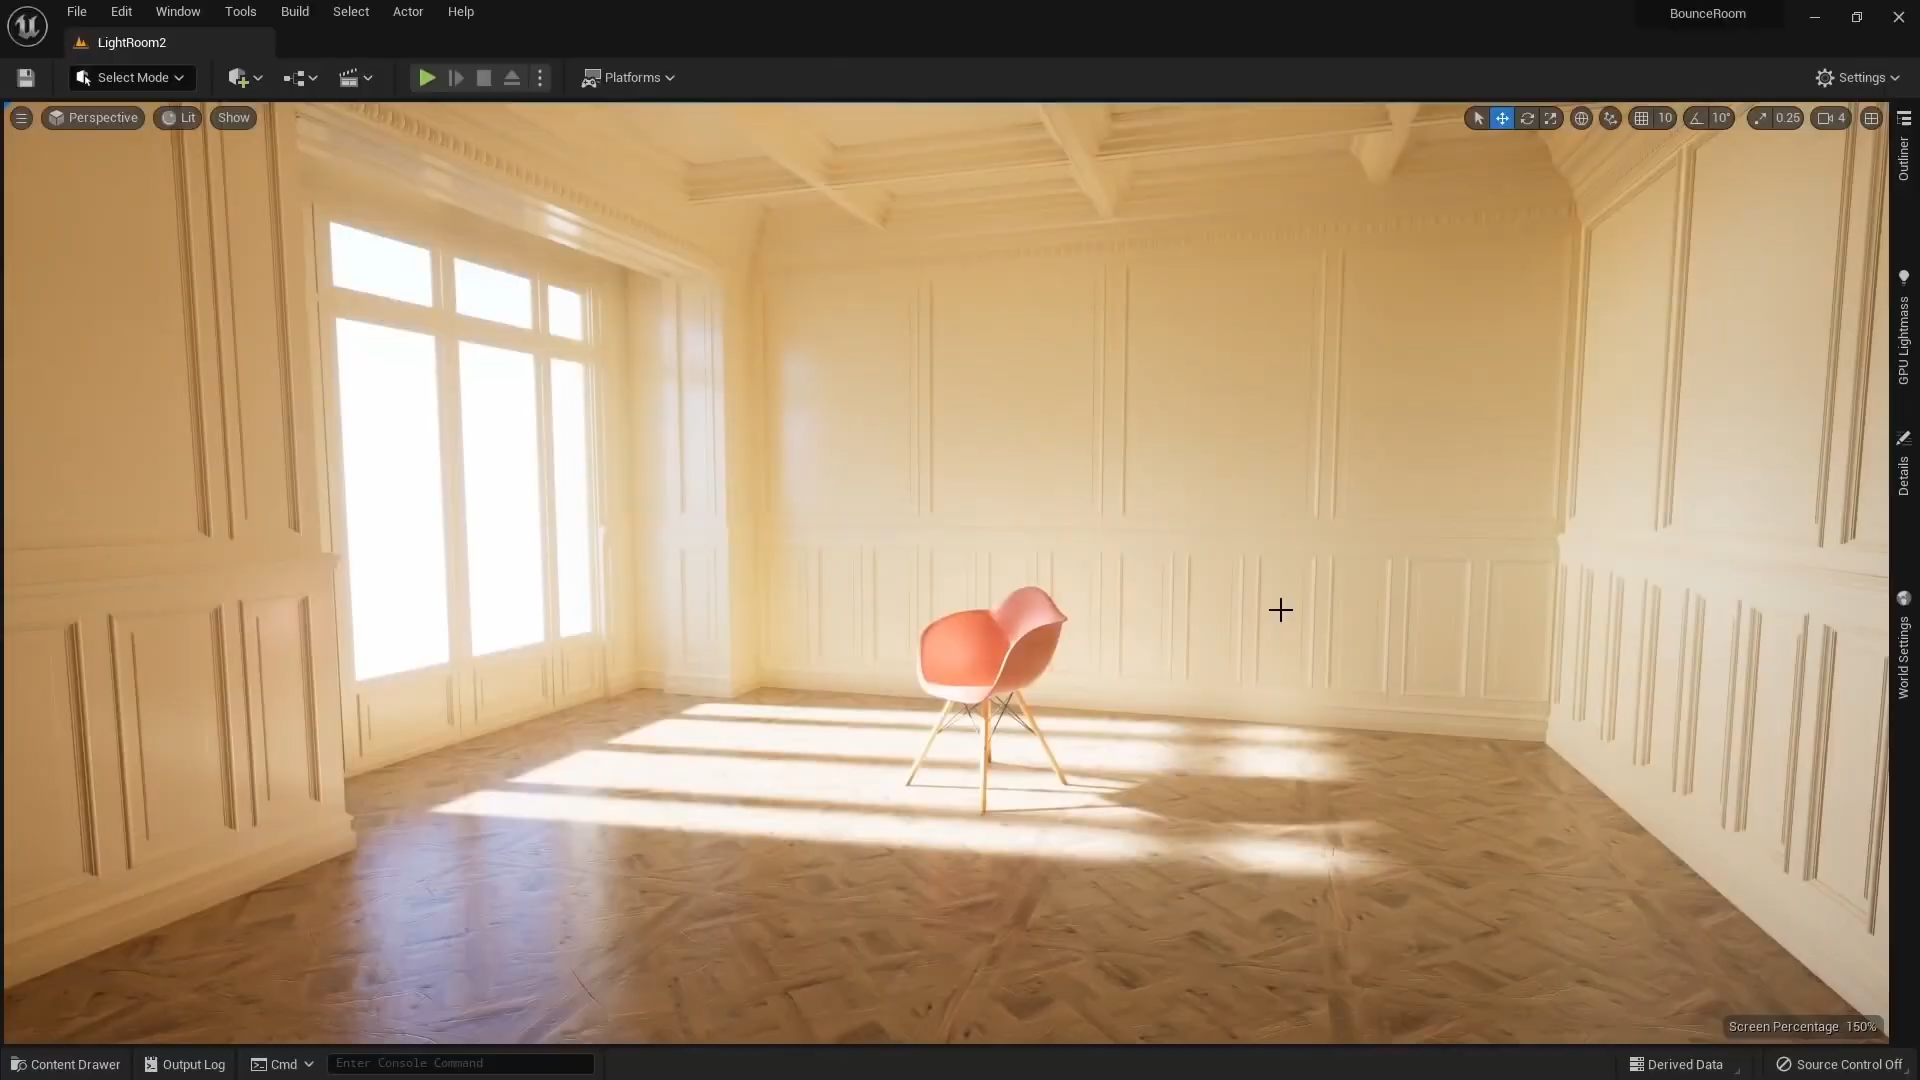 File Edit Window Tools Build Select Actor Help
BounceRoom
LightRoom2
Select Mode
Platforms
Settings
Perspective Lit Show
10 10° 0.25 4
Outliner
GPU Lightmass
Details
World Settings
Screen Percentage 150%
Content Drawer Output Log Cmd Enter Console Command
Derived Data Source Control Off